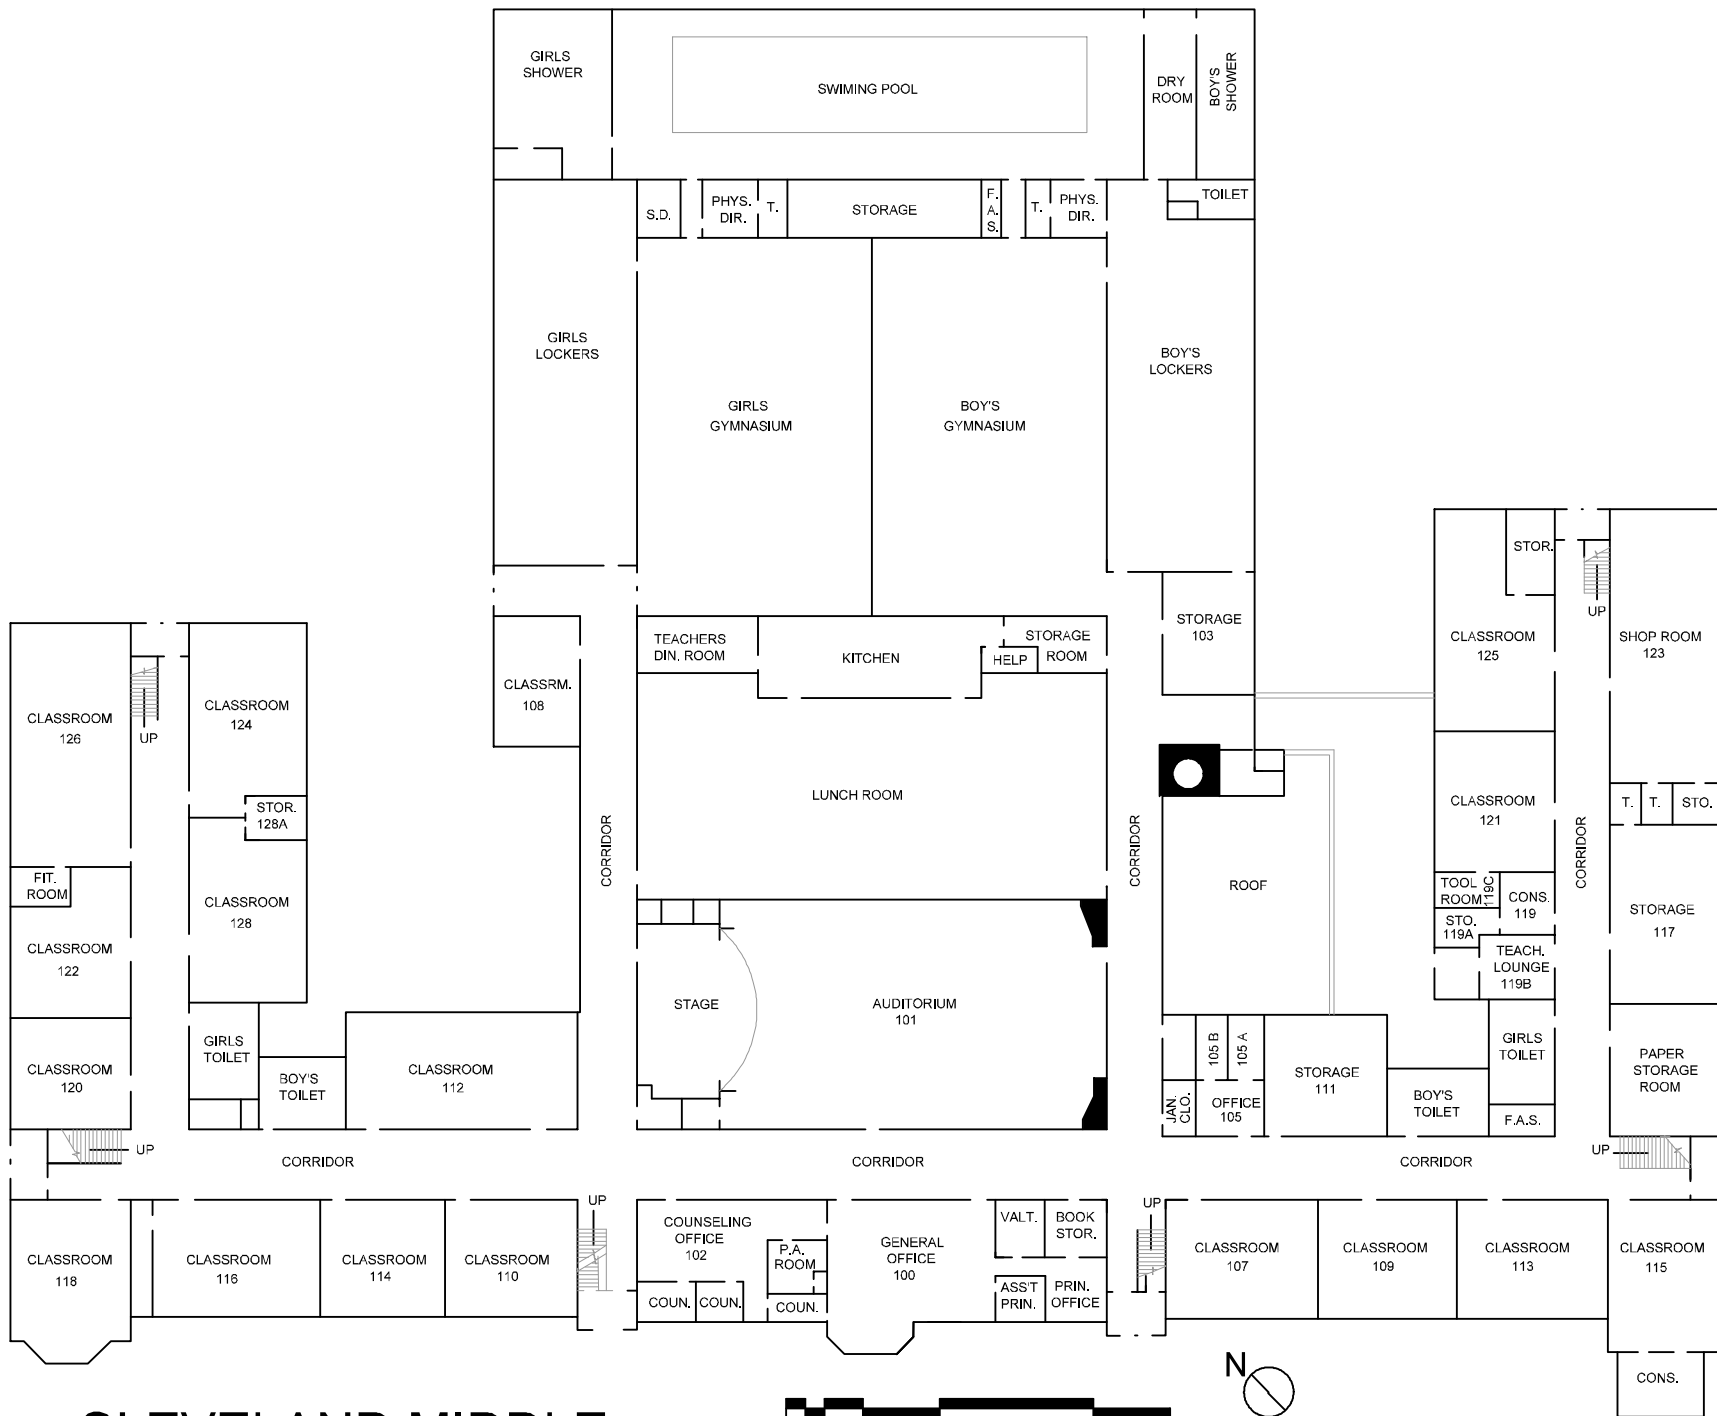 GIRLS
SHOWER
SWIMING POOL
DRY
ROOM
BOY'S
SHOWER
S.D.
PHYS.
DIR.
T.
STORAGE
F.
A.
S.
T.
PHYS.
DIR.
TOILET
GIRLS
LOCKERS
GIRLS
GYMNASIUM
BOY'S
GYMNASIUM
BOY'S
LOCKERS
STOR.
UP
CLASSROOM
125
SHOP ROOM
123
TEACHERS
DIN. ROOM
KITCHEN
HELP
STORAGE
ROOM
STORAGE
103
CLASSRM.
108
CLASSROOM
126
UP
CLASSROOM
124
STOR.
128A
LUNCH ROOM
CORRIDOR
CORRIDOR
CLASSROOM
121
CORRIDOR
T.
T.
STO.
FIT.
ROOM
CLASSROOM
128
ROOF
TOOL
ROOM
119C
CONS.
119
STO.
119A
TEACH.
LOUNGE
119B
STORAGE
117
CLASSROOM
122
STAGE
AUDITORIUM
101
GIRLS
TOILET
BOY'S
TOILET
CLASSROOM
112
CLASSROOM
120
105 B
105 A
JAN.
CLO.
OFFICE
105
STORAGE
111
BOY'S
TOILET
GIRLS
TOILET
F.A.S.
PAPER
STORAGE
ROOM
UP
CORRIDOR
CORRIDOR
CORRIDOR
UP
CLASSROOM
118
CLASSROOM
116
CLASSROOM
114
CLASSROOM
110
UP
COUNSELING
OFFICE
102
P.A.
ROOM
COUN.
COUN.
COUN.
GENERAL
OFFICE
100
VALT.
BOOK
STOR.
ASS'T
PRIN.
PRIN.
OFFICE
UP
CLASSROOM
107
CLASSROOM
109
CLASSROOM
113
CLASSROOM
115
CONS.
N
CLEVELAND MIDDLE